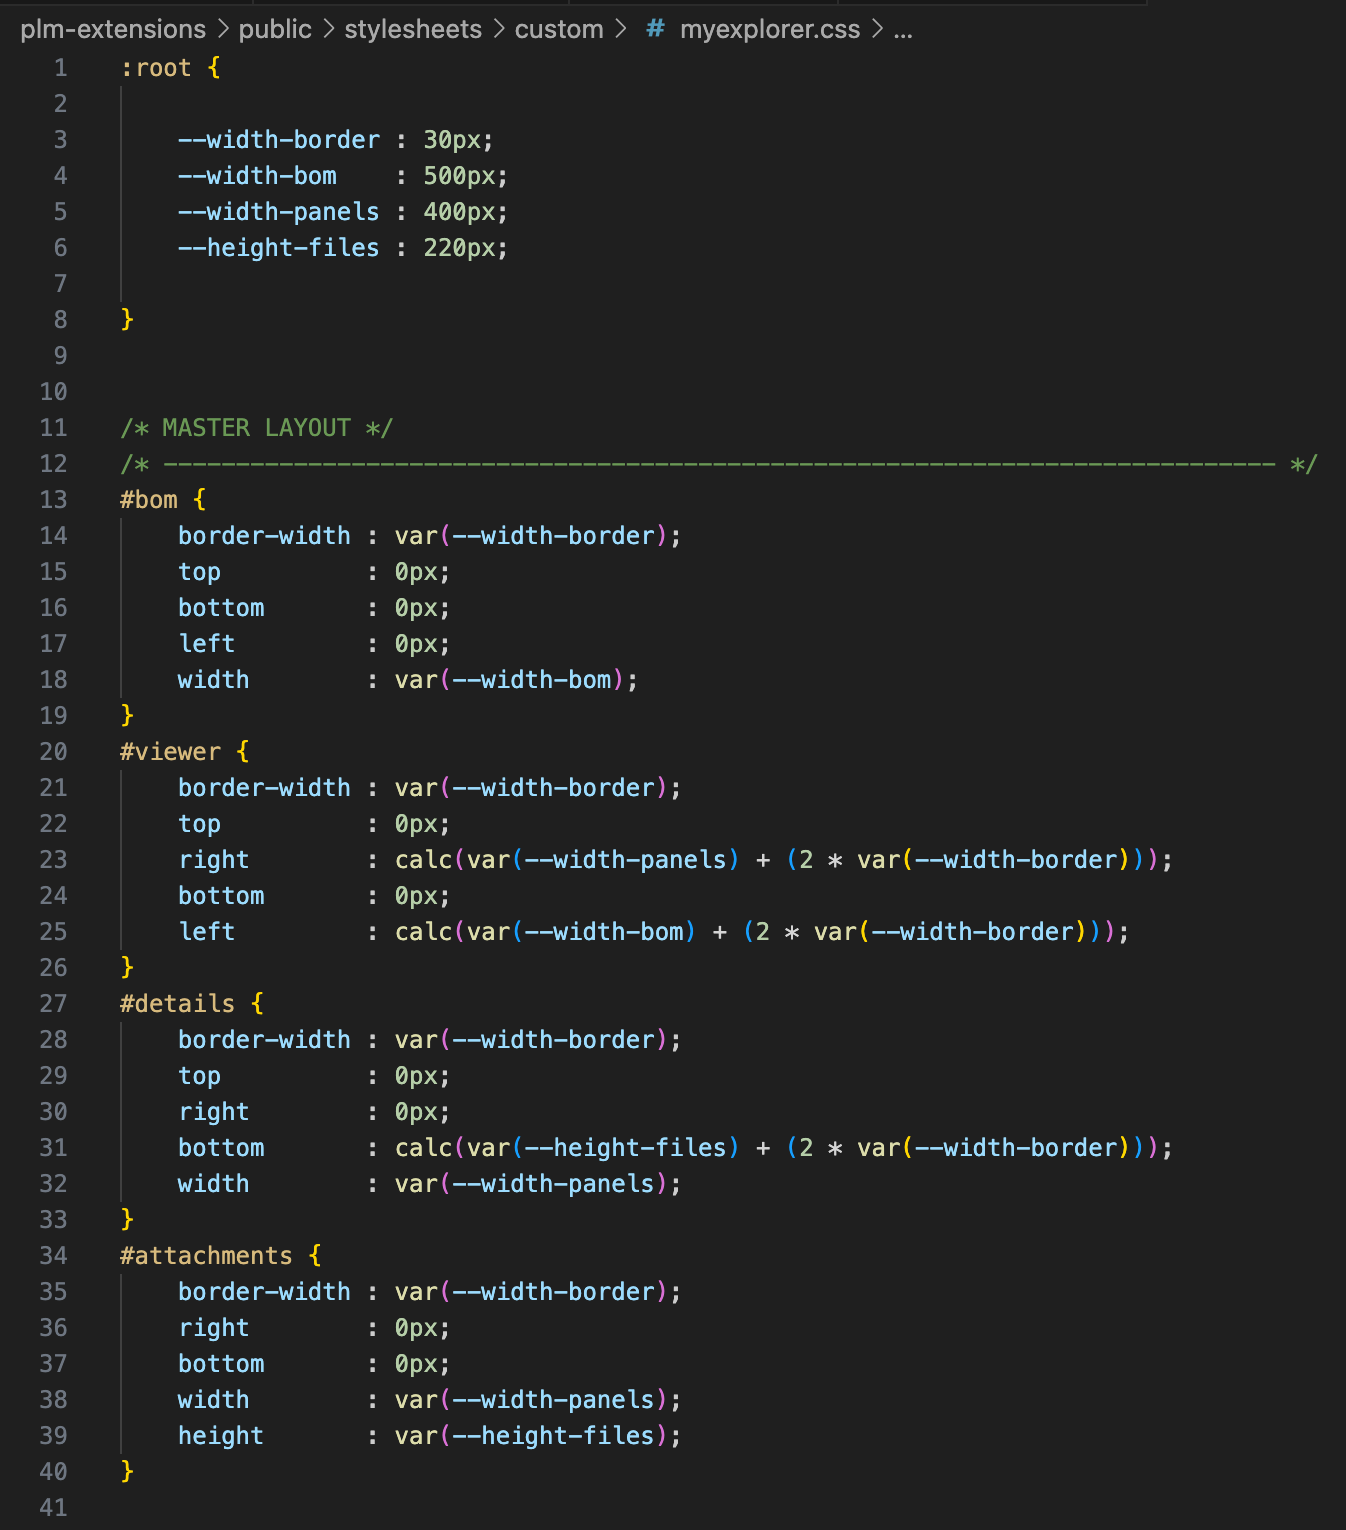 plm-extensions > public > stylesheets > custom > # myexplorer.css > ...
1 :root {
2
3     --width-border : 30px;
4     --width-bom    : 500px;
5     --width-panels : 400px;
6     --height-files : 220px;
7
8 }
9
10
11 /* MASTER LAYOUT */
12 /* ----------------------------------------------------------------------------- */
13 #bom {
14     border-width : var(--width-border);
15     top          : 0px;
16     bottom       : 0px;
17     left         : 0px;
18     width        : var(--width-bom);
19 }
20 #viewer {
21     border-width : var(--width-border);
22     top          : 0px;
23     right        : calc(var(--width-panels) + (2 * var(--width-border)));
24     bottom       : 0px;
25     left         : calc(var(--width-bom) + (2 * var(--width-border)));
26 }
27 #details {
28     border-width : var(--width-border);
29     top          : 0px;
30     right        : 0px;
31     bottom       : calc(var(--height-files) + (2 * var(--width-border)));
32     width        : var(--width-panels);
33 }
34 #attachments {
35     border-width : var(--width-border);
36     right        : 0px;
37     bottom       : 0px;
38     width        : var(--width-panels);
39     height       : var(--height-files);
40 }
41